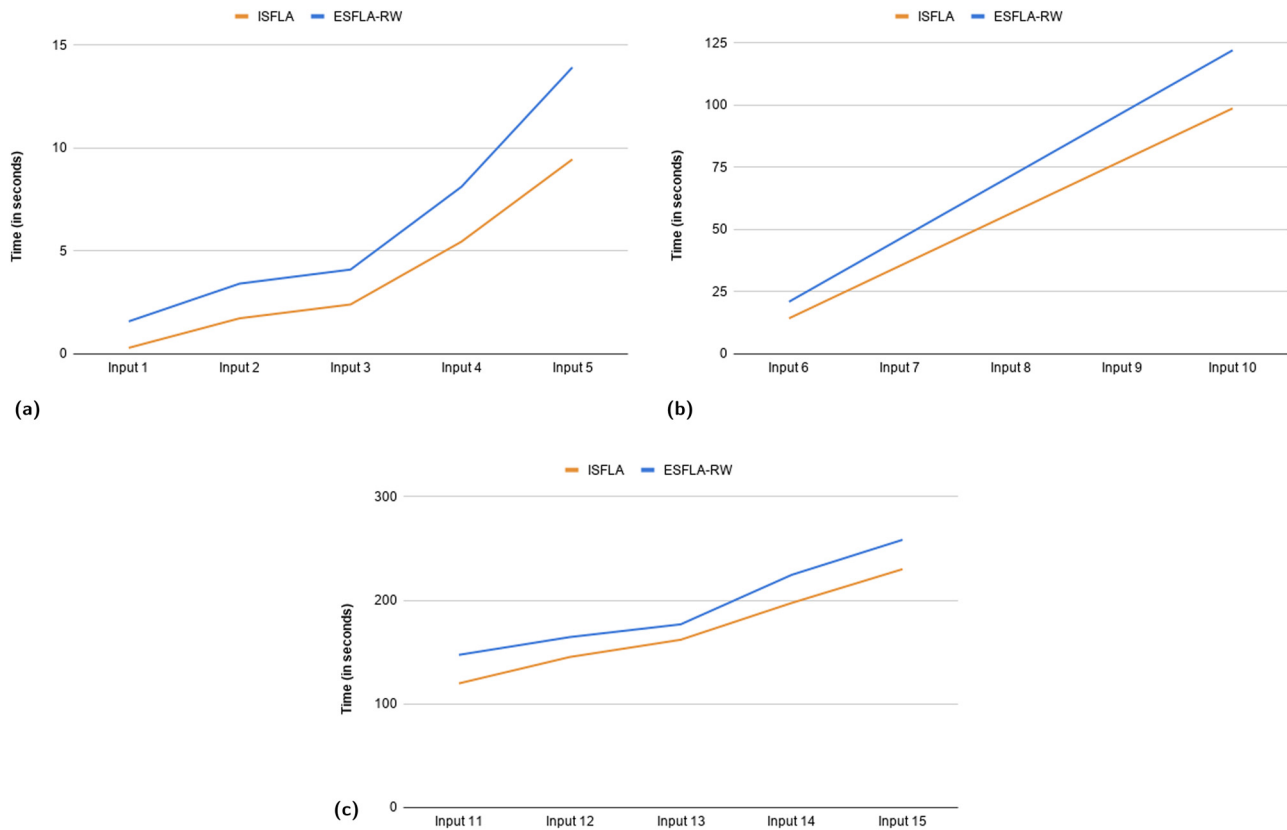 ISFLA ESFLA-RW
15
10
5
0
Time (in seconds)
Input 1 Input 2 Input 3 Input 4 Input 5
(a)
ISFLA ESFLA-RW
125
100
75
50
25
0
Time (in seconds)
Input 6 Input 7 Input 8 Input 9 Input 10
(b)
ISFLA ESFLA-RW
300
200
100
0
Time (in seconds)
Input 11 Input 12 Input 13 Input 14 Input 15
(c)